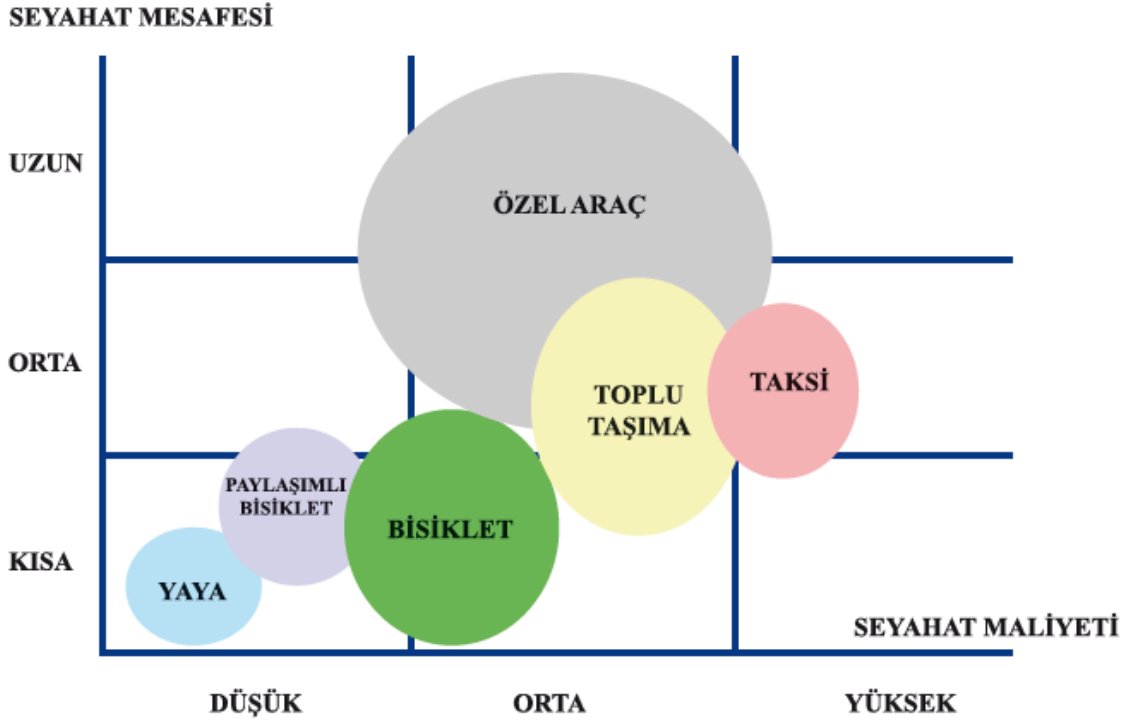 SEYAHAT MESAFESİ
UZUN
ÖZEL ARAÇ
ORTA
TOPLU
TAŞIMA
TAKSİ
PAYLAŞIMLI
BİSİKLET
BİSİKLET
KISA
YAYA
SEYAHAT MALİYETİ
DÜŞÜK
ORTA
YÜKSEK